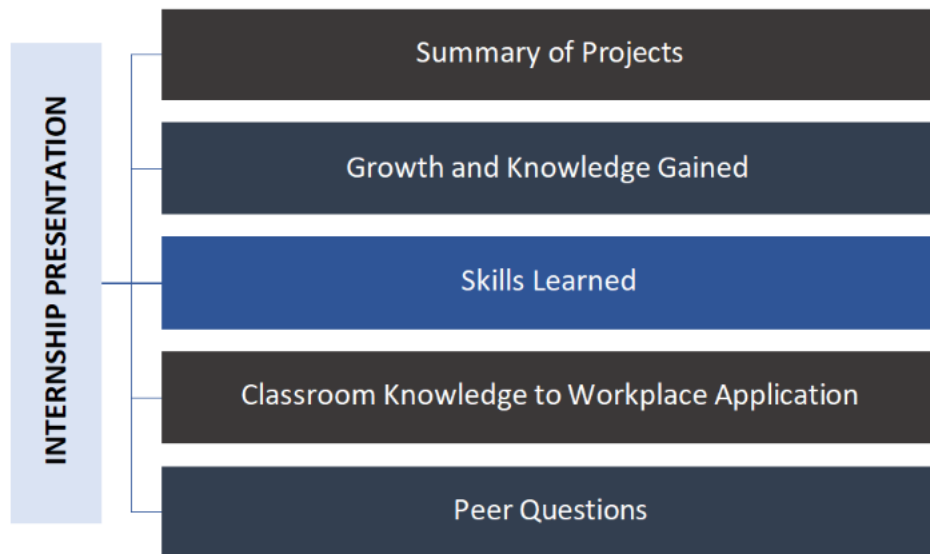 INTERNSHIP PRESENTATION
Summary of Projects
Growth and Knowledge Gained
Skills Learned
Classroom Knowledge to Workplace Application
Peer Questions